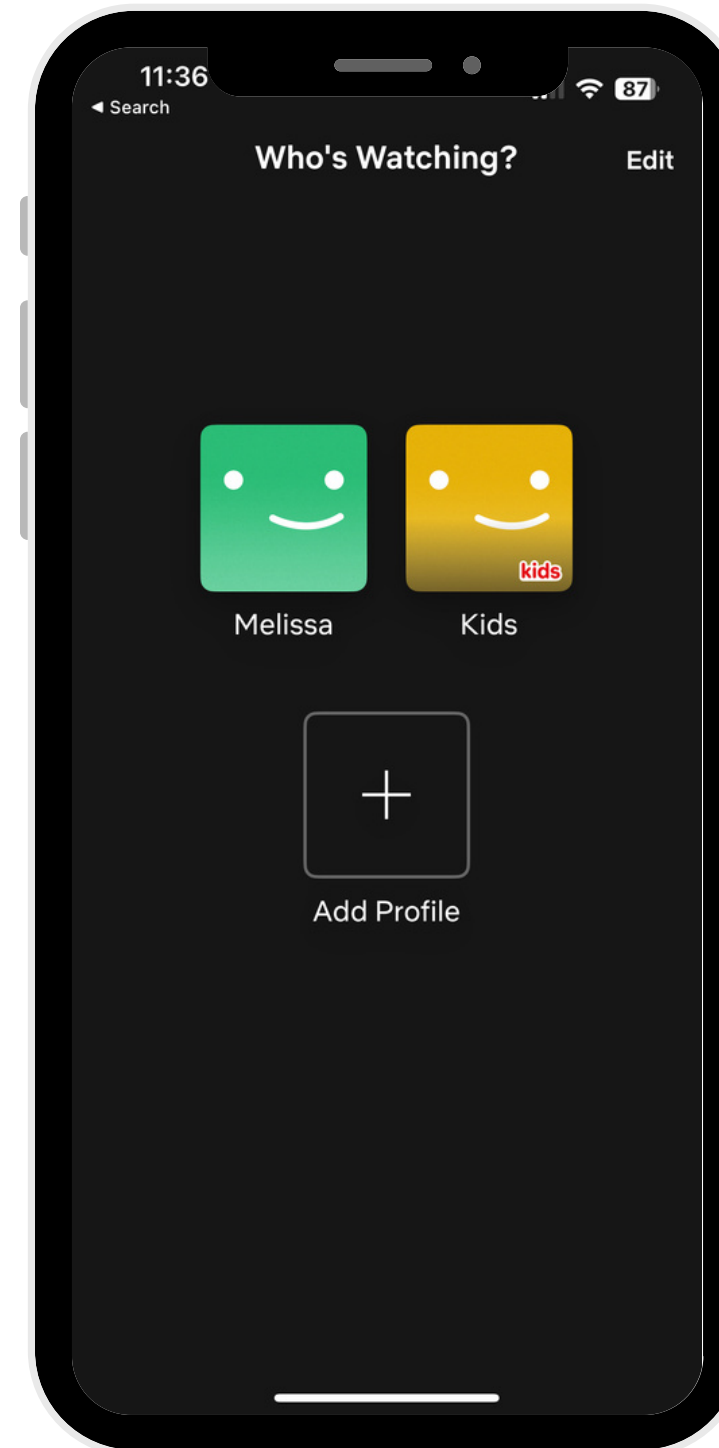 11:36
87
◀ Search
Who's Watching?
Edit
kids
Melissa
Kids
Add Profile